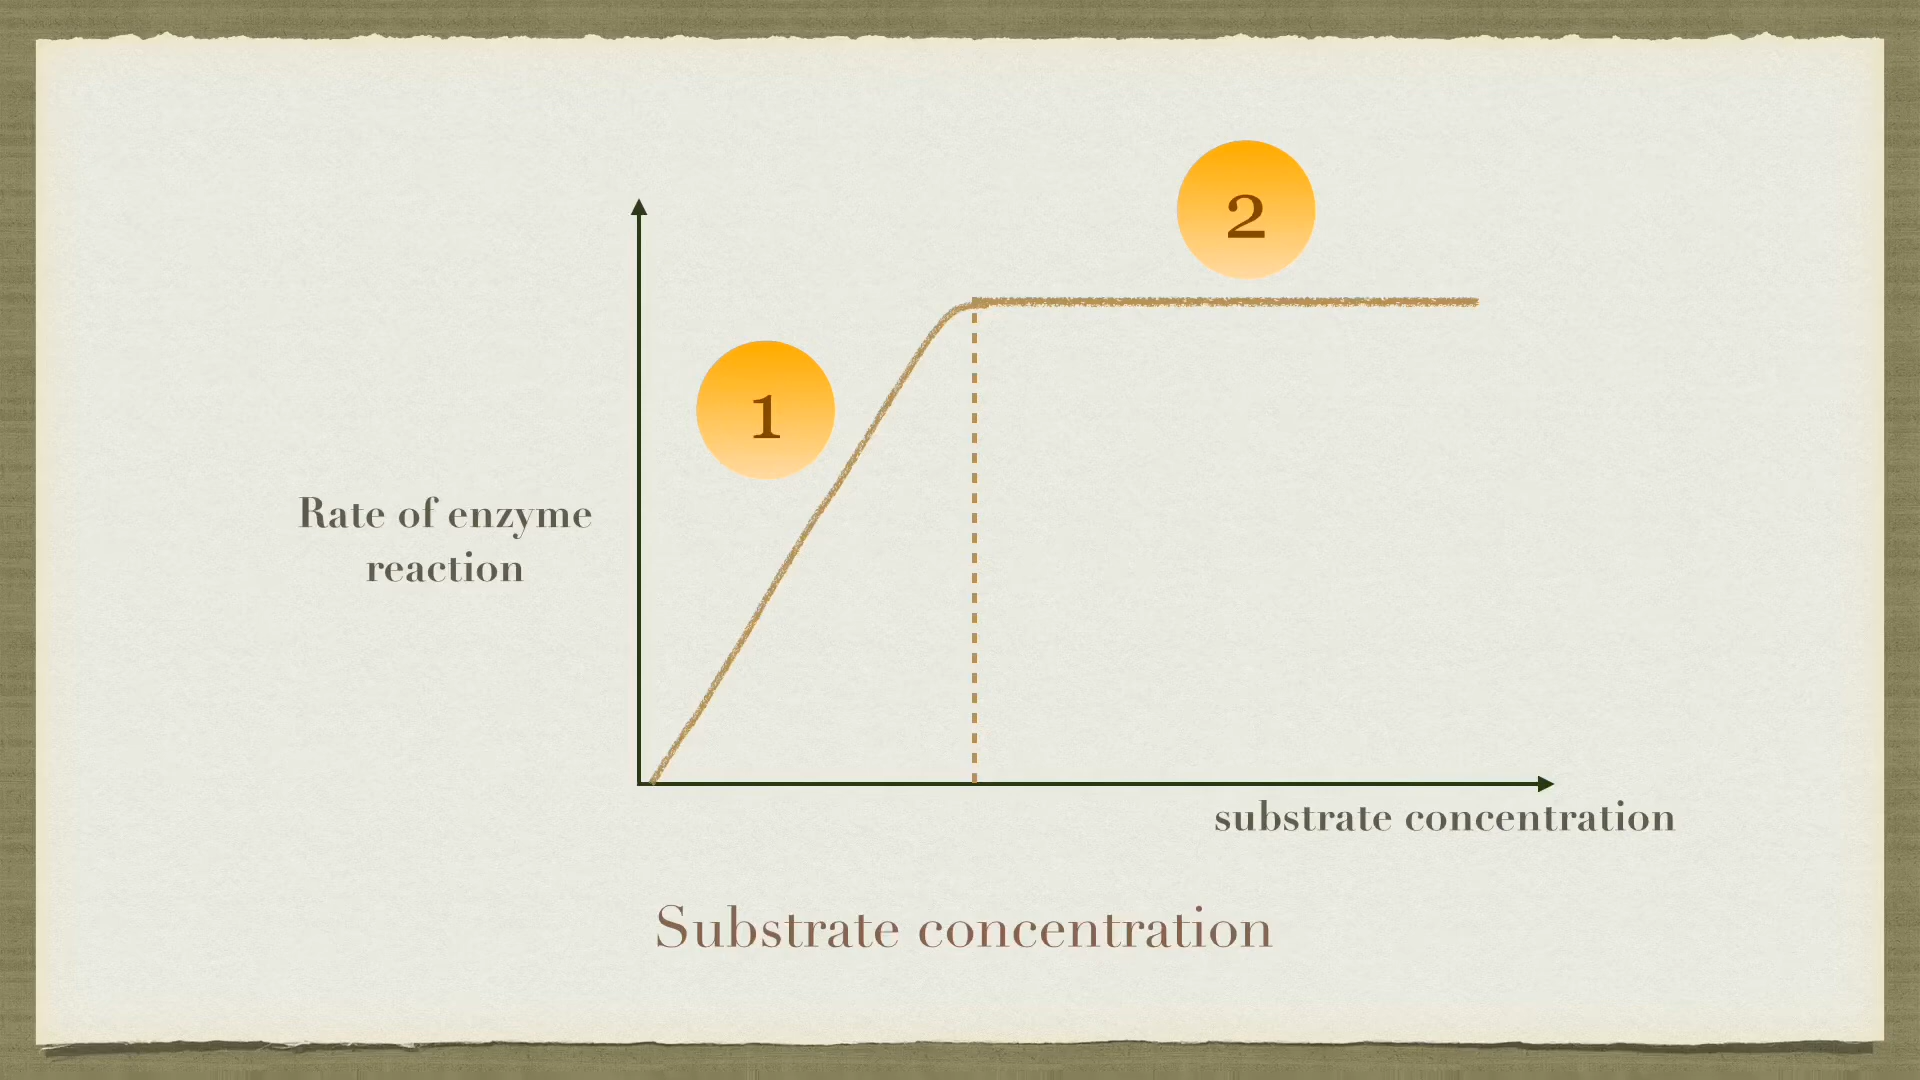 2
1
Rate of enzyme
reaction
substrate concentration
Substrate concentration